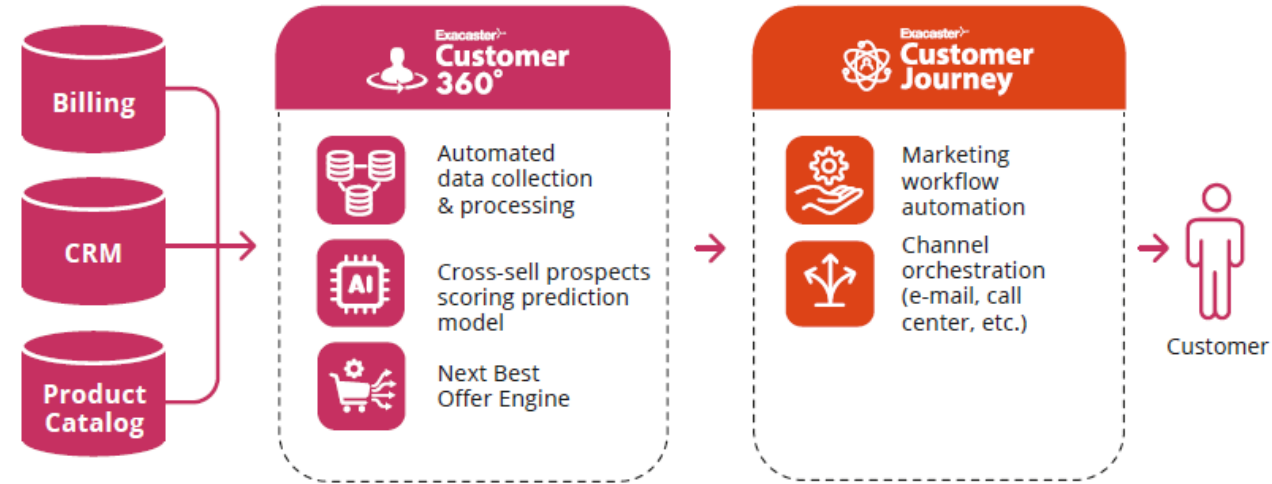 Billing
CRM
Product
Catalog
Exacaster
Customer
360°
Automated
data collection
& processing
AI
Cross-sell prospects
scoring prediction
model
Next Best
Offer Engine
Exacaster
Customer
Journey
Marketing
workflow
automation
Channel
orchestration
(e-mail, call
center, etc.)
Customer